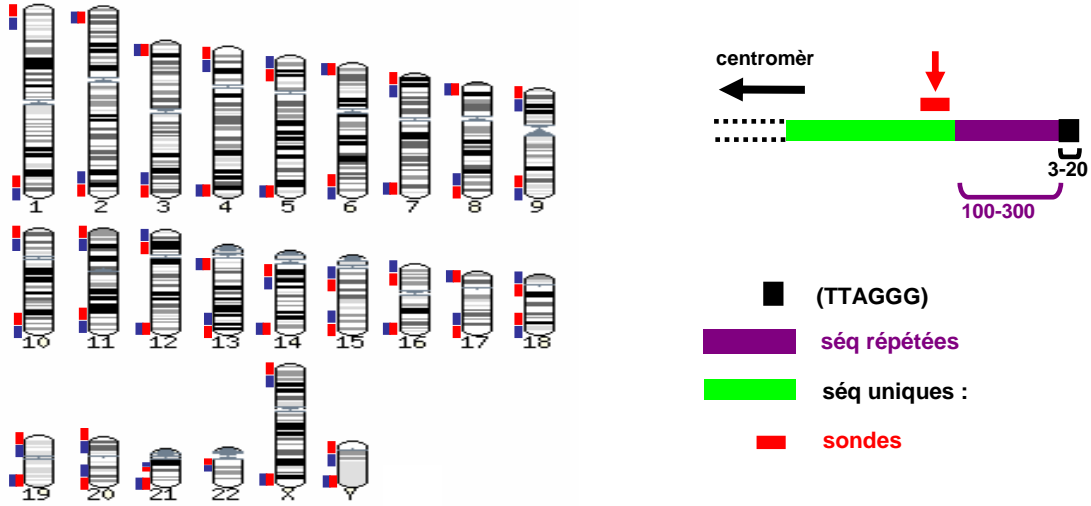 1 2 3 4 5 6 7 8 9
10 11 12 13 14 15 16 17 18
19 20 21 22 X Y
centromèr
3-20
100-300
(TTAGGG)
séq répétées
séq uniques :
sondes